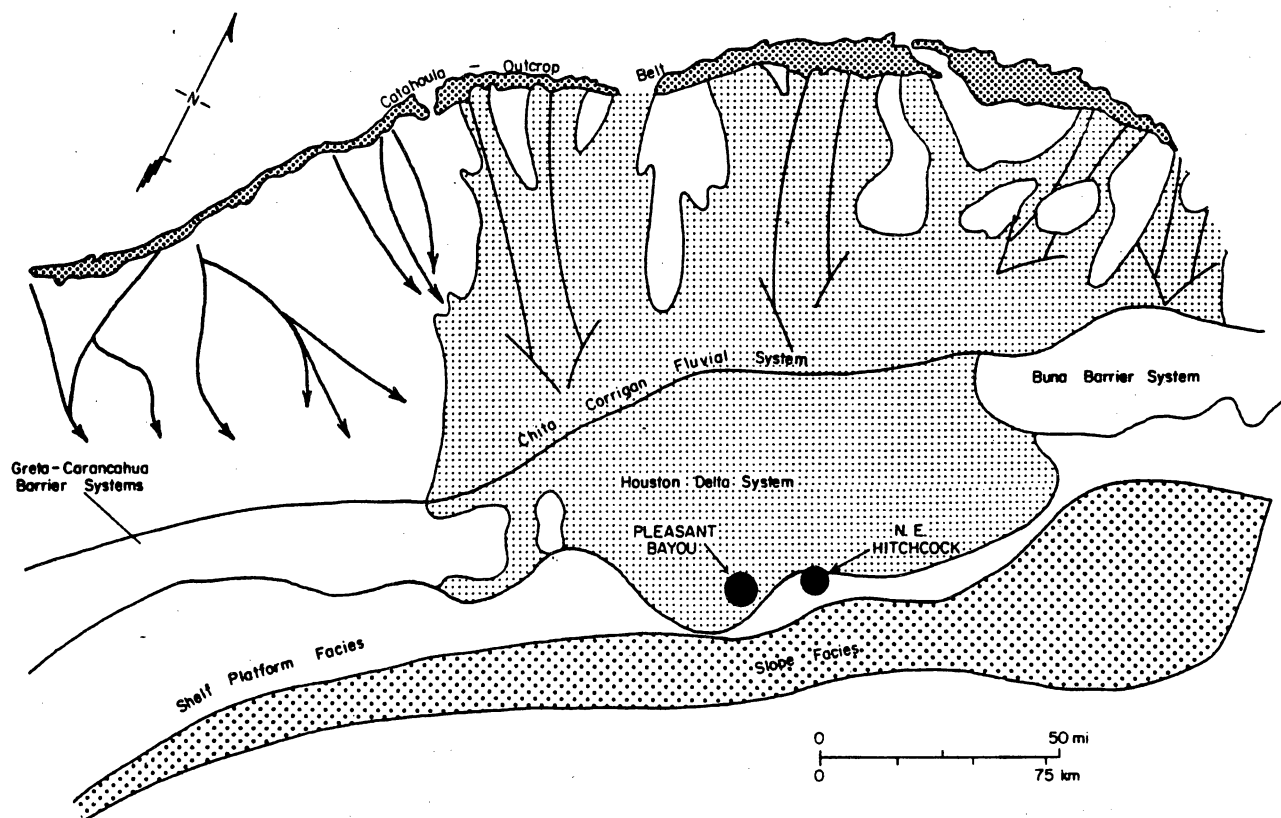 N
Catahoula - Outcrop Belt
Chita Corrigan Fluvial System
Buna Barrier System
Greta-Carancahua
Barrier Systems
Houston Delta System
PLEASANT
BAYOU
N. E.
HITCHCOCK
Shelf Platform Facies
Slope Facies
0 50 mi
0 75 km